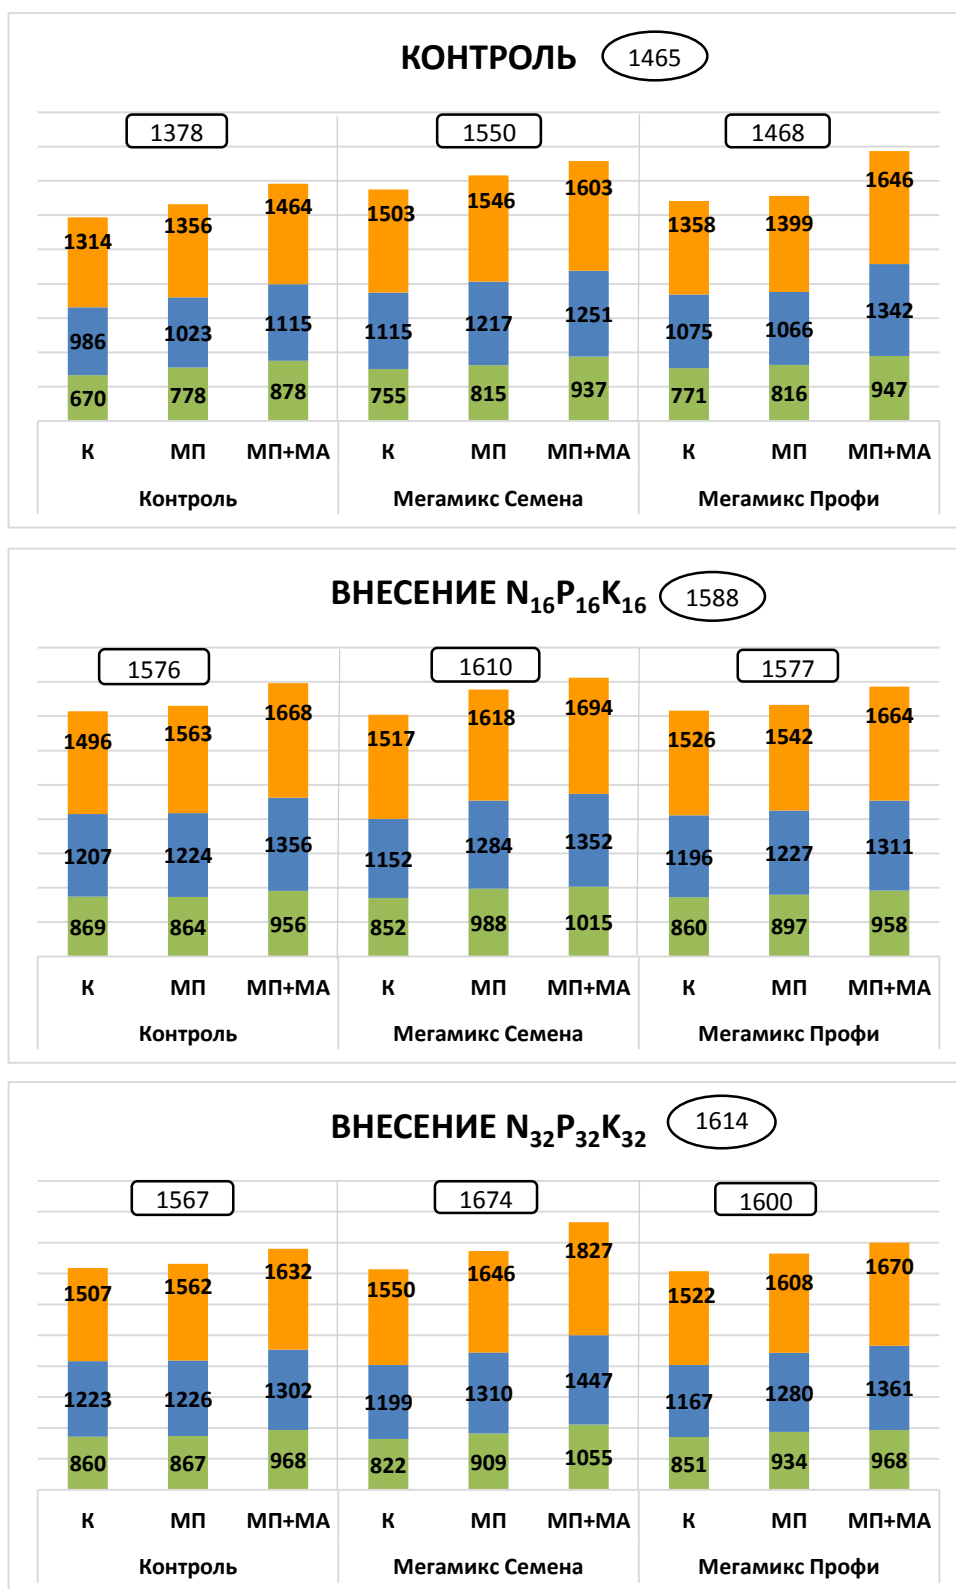 КОНТРОЛЬ 1465
1378 1550 1468
1314 1356 1464 1503 1546 1603 1358 1399 1646
986 1023 1115 1115 1217 1251 1075 1066 1342
670 778 878 755 815 937 771 816 947
К МП МП+МА К МП МП+МА К МП МП+МА
Контроль Мегамикс Семена Мегамикс Профи
ВНЕСЕНИЕ N₁₆P₁₆K₁₆ 1588
1576 1610 1577
1496 1563 1668 1517 1618 1694 1526 1542 1664
1207 1224 1356 1152 1284 1352 1196 1227 1311
869 864 956 852 988 1015 860 897 958
К МП МП+МА К МП МП+МА К МП МП+МА
Контроль Мегамикс Семена Мегамикс Профи
ВНЕСЕНИЕ N₃₂P₃₂K₃₂ 1614
1567 1674 1600
1507 1562 1632 1550 1646 1827 1522 1608 1670
1223 1226 1302 1199 1310 1447 1167 1280 1361
860 867 968 822 909 1055 851 934 968
К МП МП+МА К МП МП+МА К МП МП+МА
Контроль Мегамикс Семена Мегамикс Профи